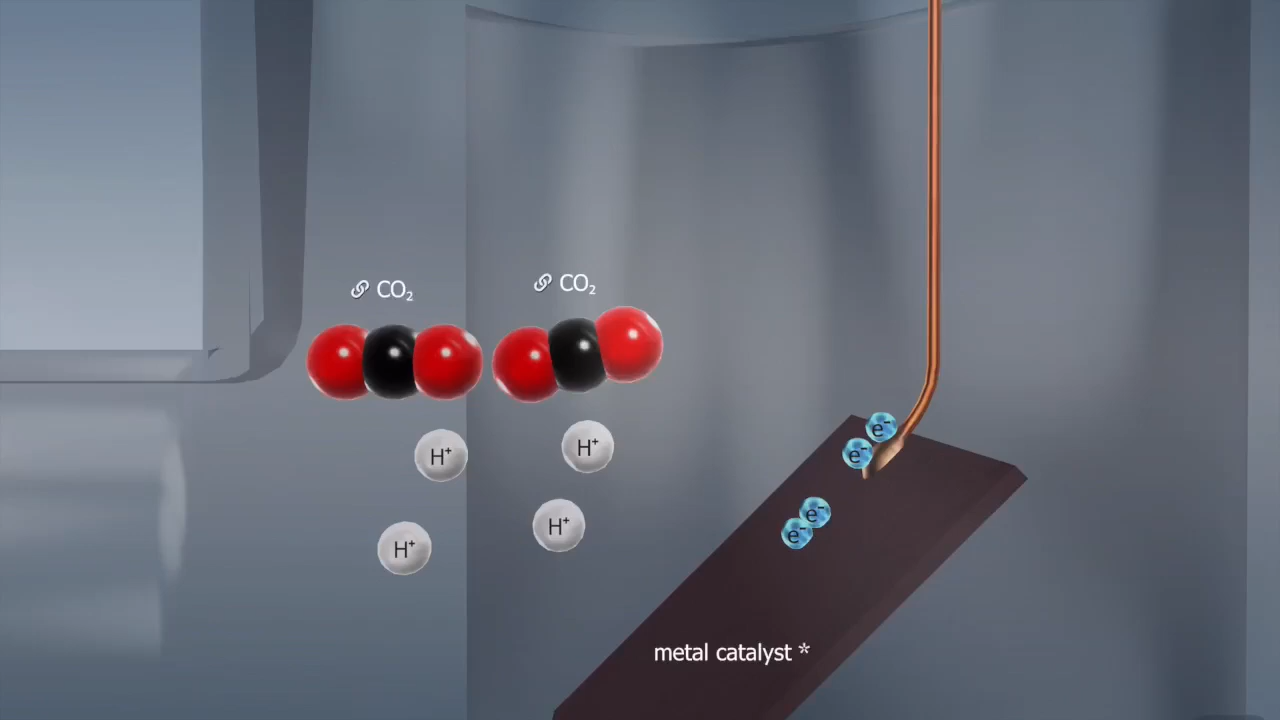 CO₂
CO₂
H⁺
H⁺
H⁺
H⁺
e⁻
e⁻
e⁻
e⁻
metal catalyst *